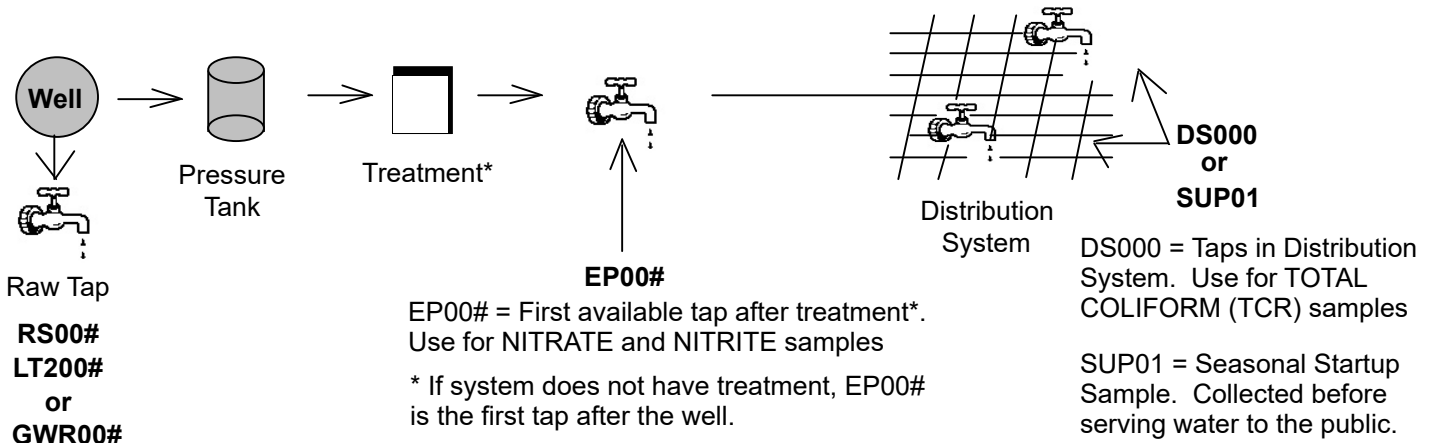 Well
Pressure
Tank
Treatment*
Raw Tap
RS00#
LT200#
or
GWR00#
EP00#
EP00# = First available tap after treatment*.
Use for NITRATE and NITRITE samples
* If system does not have treatment, EP00#
is the first tap after the well.
Distribution
System
DS000
or
SUP01
DS000 = Taps in Distribution
System. Use for TOTAL
COLIFORM (TCR) samples
SUP01 = Seasonal Startup
Sample. Collected before
serving water to the public.